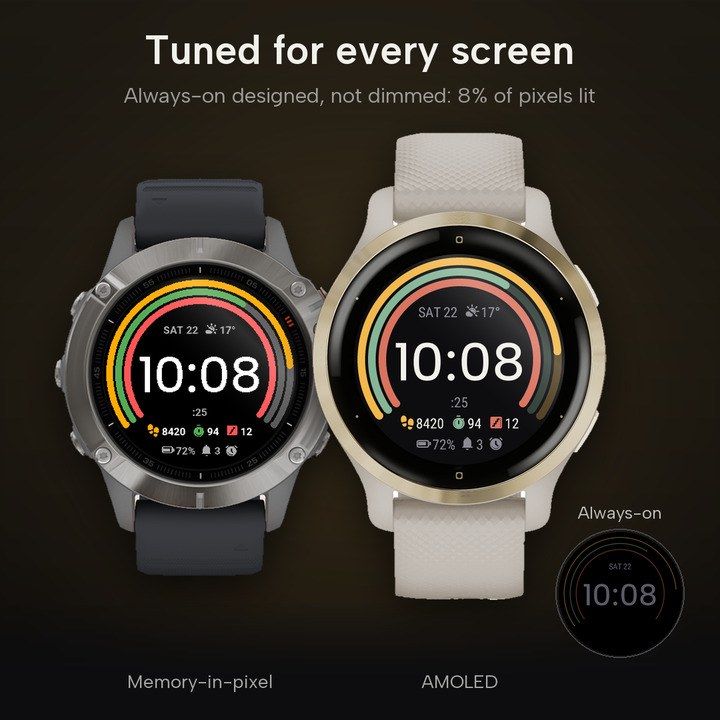 Tuned for every screen
Always-on designed, not dimmed: 8% of pixels lit
SAT 22 17°
10:08
:25
8420 94 12
72% 3
SAT 22 17°
10:08
:25
8420 94 12
72% 3
Always-on
SAT 22
10:08
Memory-in-pixel
AMOLED